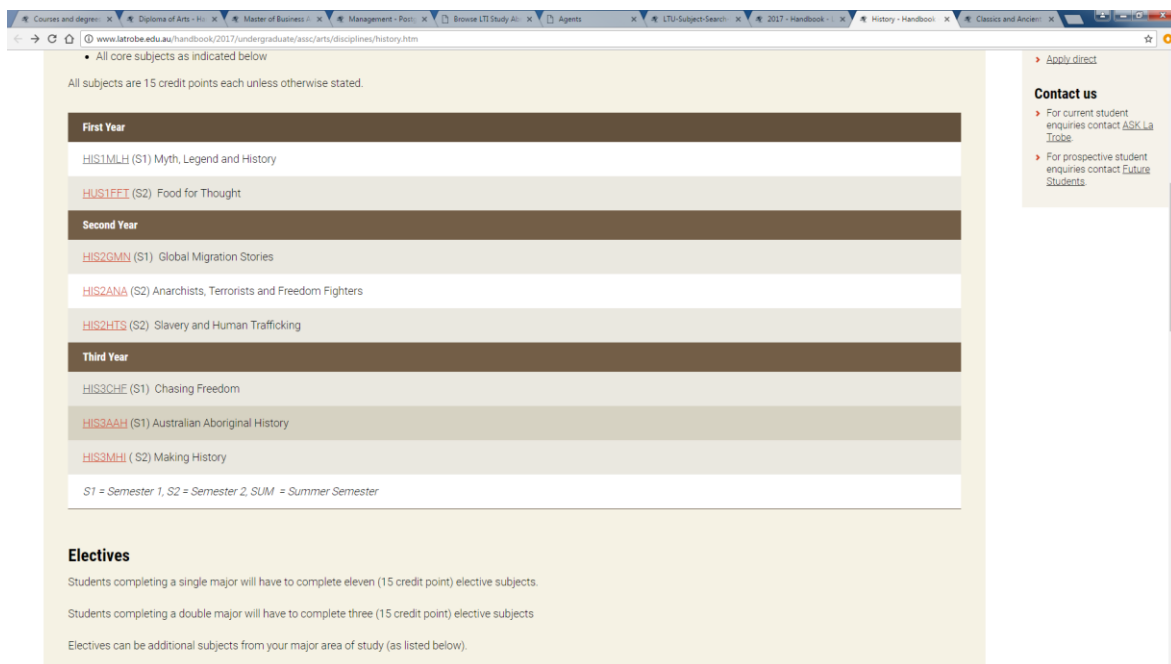 Courses and degree
Diploma of Arts - H
Master of Business A
Management - Post
Browse LTI Study Ab
Agents
LTU-Subject-Search-
2017 - Handbook -
History - Handbook
Classics and Ancient
www.latrobe.edu.au/handbook/2017/undergraduate/assc/arts/disciplines/history.htm
All core subjects as indicated below
All subjects are 15 credit points each unless otherwise stated.
First Year
HIS1MLH (S1) Myth, Legend and History
HUS1FFT (S2) Food for Thought
Second Year
HIS2GMN (S1) Global Migration Stories
HIS2ANA (S2) Anarchists, Terrorists and Freedom Fighters
HIS2HTS (S2) Slavery and Human Trafficking
Third Year
HIS3CHF (S1) Chasing Freedom
HIS3AAH (S1) Australian Aboriginal History
HIS3MHI ( S2) Making History
S1 = Semester 1, S2 = Semester 2, SUM = Summer Semester
Electives
Students completing a single major will have to complete eleven (15 credit point) elective subjects.
Students completing a double major will have to complete three (15 credit point) elective subjects
Electives can be additional subjects from your major area of study (as listed below).
Apply direct
Contact us
For current student
enquiries contact ASK La
Trobe.
For prospective student
enquiries contact Future
Students.